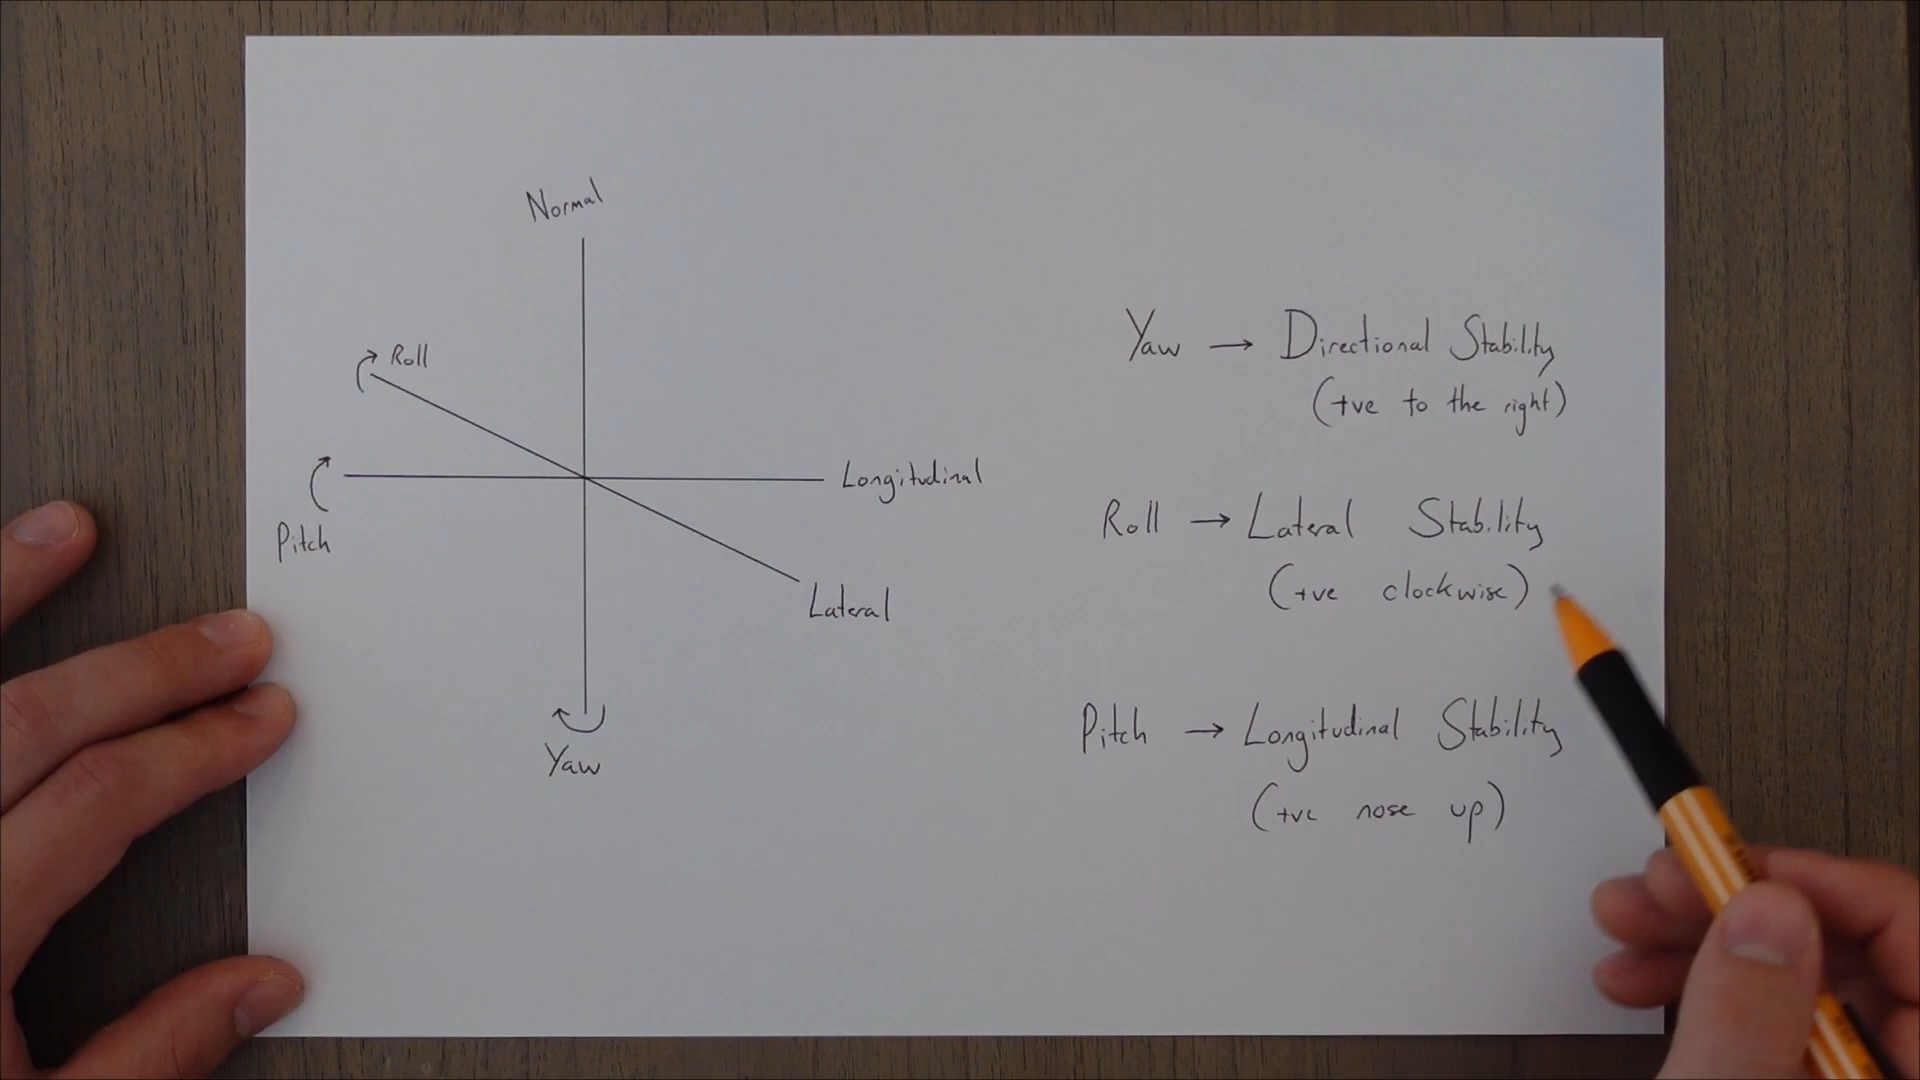 Normal
Roll
Longitudinal
Pitch
Lateral
Yaw
Yaw → Directional Stability
(+ve to the right)
Roll → Lateral Stability
(+ve clockwise)
Pitch → Longitudinal Stability
(+ve nose up)